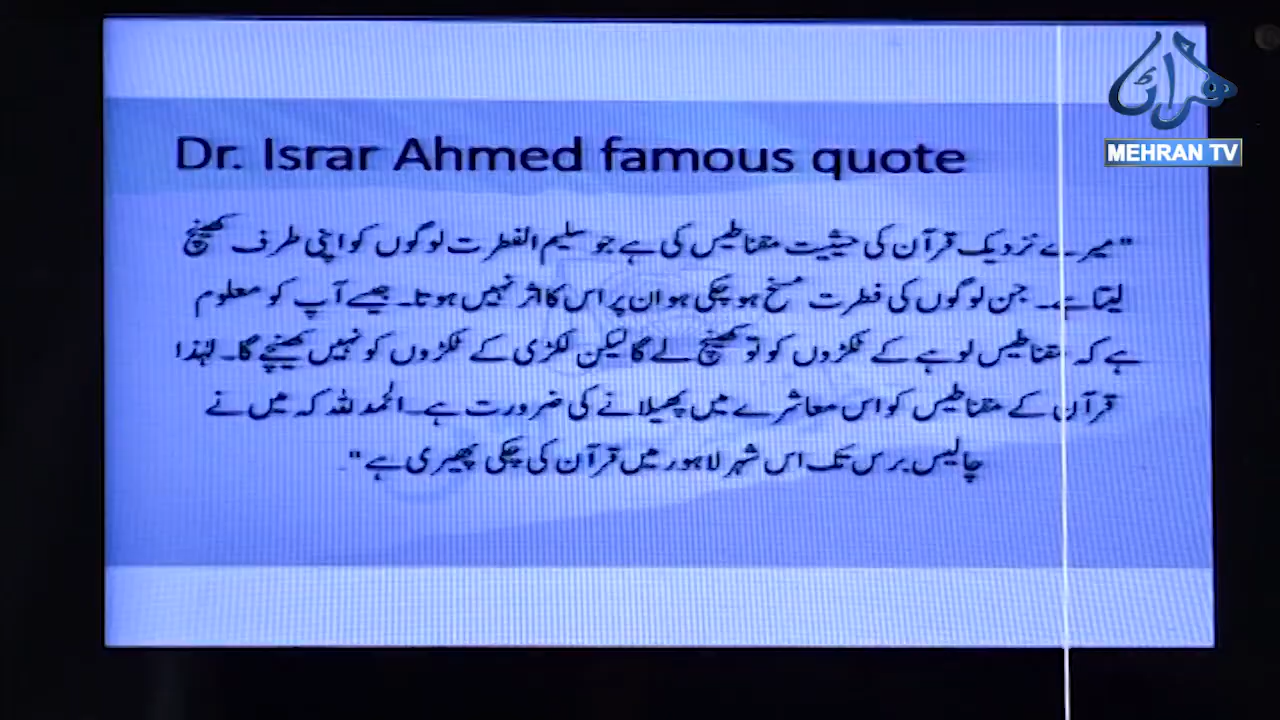 مہران
MEHRAN TV
Dr. Israr Ahmed famous quote
"میرے نزدیک قرآن کی حیثیت مقناطیس کی ہے جو سلیم الفطرت لوگوں کو اپنی طرف کھینچ
لیتا ہے۔ جن لوگوں کی فطرت مسخ ہو چکی ہو ان پر اس کا اثر نہیں ہوتا۔ جیسے آپ کو معلوم
ہے کہ مقناطیس لوہے کے ٹکڑوں کو تو کھینچ لے گا لیکن لکڑی کے ٹکڑوں کو نہیں کھینچے گا۔ لہٰذا
قرآن کے مقناطیس کو اس معاشرے میں پھیلانے کی ضرورت ہے۔ الحمد للہ کہ میں نے
چالیس برس تک اس شہر لاہور میں قرآن کی چکی پھیری ہے"